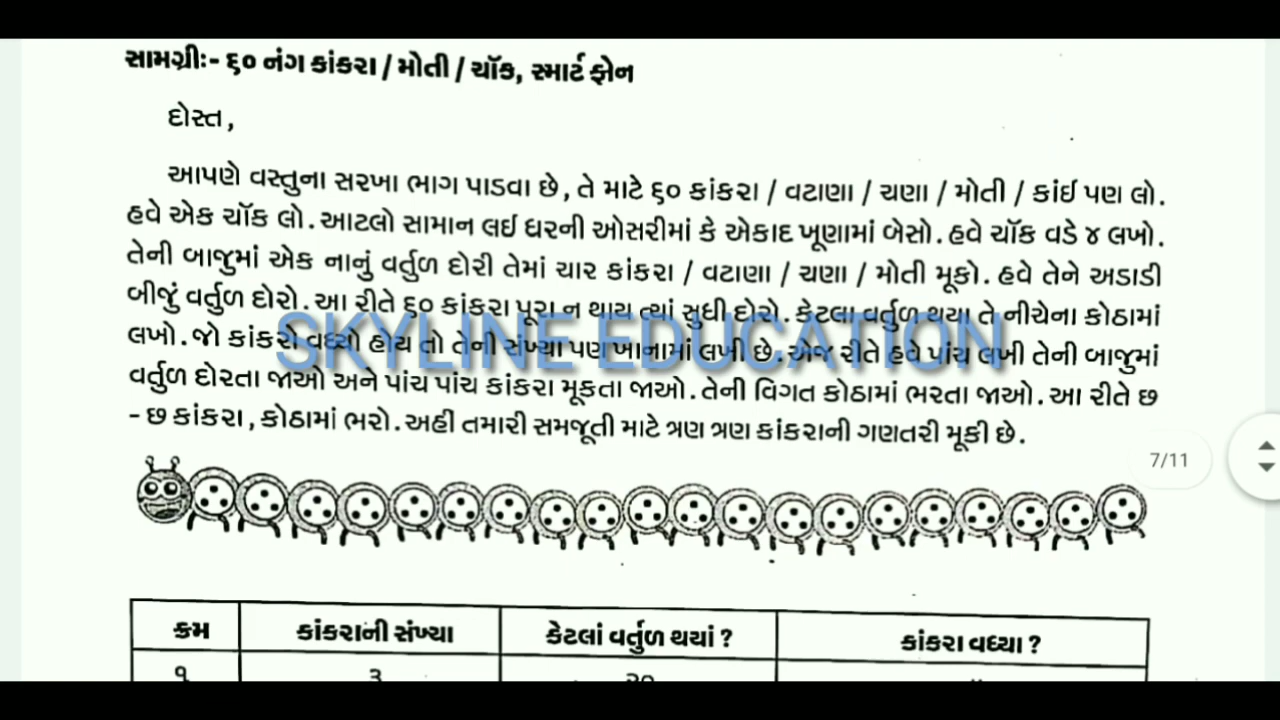 સામગ્રીઃ- ૬૦ નંગ કાંકરા / મોતી / ચૉક, સ્માર્ટ ફોન
દોસ્ત,
આપણે વસ્તુના સરખા ભાગ પાડવા છે, તે માટે ૬૦ કાંકરા / વટાણા / ચણા / મોતી / કાંઈ પણ લો.
હવે એક ચૉક લો. આટલો સામાન લઈ ઘરની ઓસરીમાં કે એકાદ ખૂણામાં બેસો. હવે ચૉક વડે ૪ લખો.
તેની બાજુમાં એક નાનું વર્તુળ દોરી તેમાં ચાર કાંકરા / વટાણા / ચણા / મોતી મૂકો. હવે તેને અડાડી
બીજું વર્તુળ દોરો. આ રીતે ૬૦ કાંકરા પૂરા ન થાય ત્યાં સુધી દોરો. કેટલા વર્તુળ થયા તે નીચેના કોઠામાં
લખો. જો કાંકરો વધ્યો હોય તો તેની સંખ્યા પણ ખાનામાં લખી છે. એજ રીતે હવે પાંચ લખી તેની બાજુમાં
SKYLINE EDUCATION
વર્તુળ દોરતા જાઓ અને પાંચ પાંચ કાંકરા મૂકતા જાઓ. તેની વિગત કોઠામાં ભરતા જાઓ. આ રીતે છ
- છ કાંકરા, કોઠામાં ભરો. અહીં તમારી સમજૂતી માટે ત્રણ ત્રણ કાંકરાની ગણતરી મૂકી છે.
7/11
ક્રમ કાંકરાની સંખ્યા કેટલાં વર્તુળ થયાં ? કાંકરા વધ્યા ?
૧ ૩ ૨૦